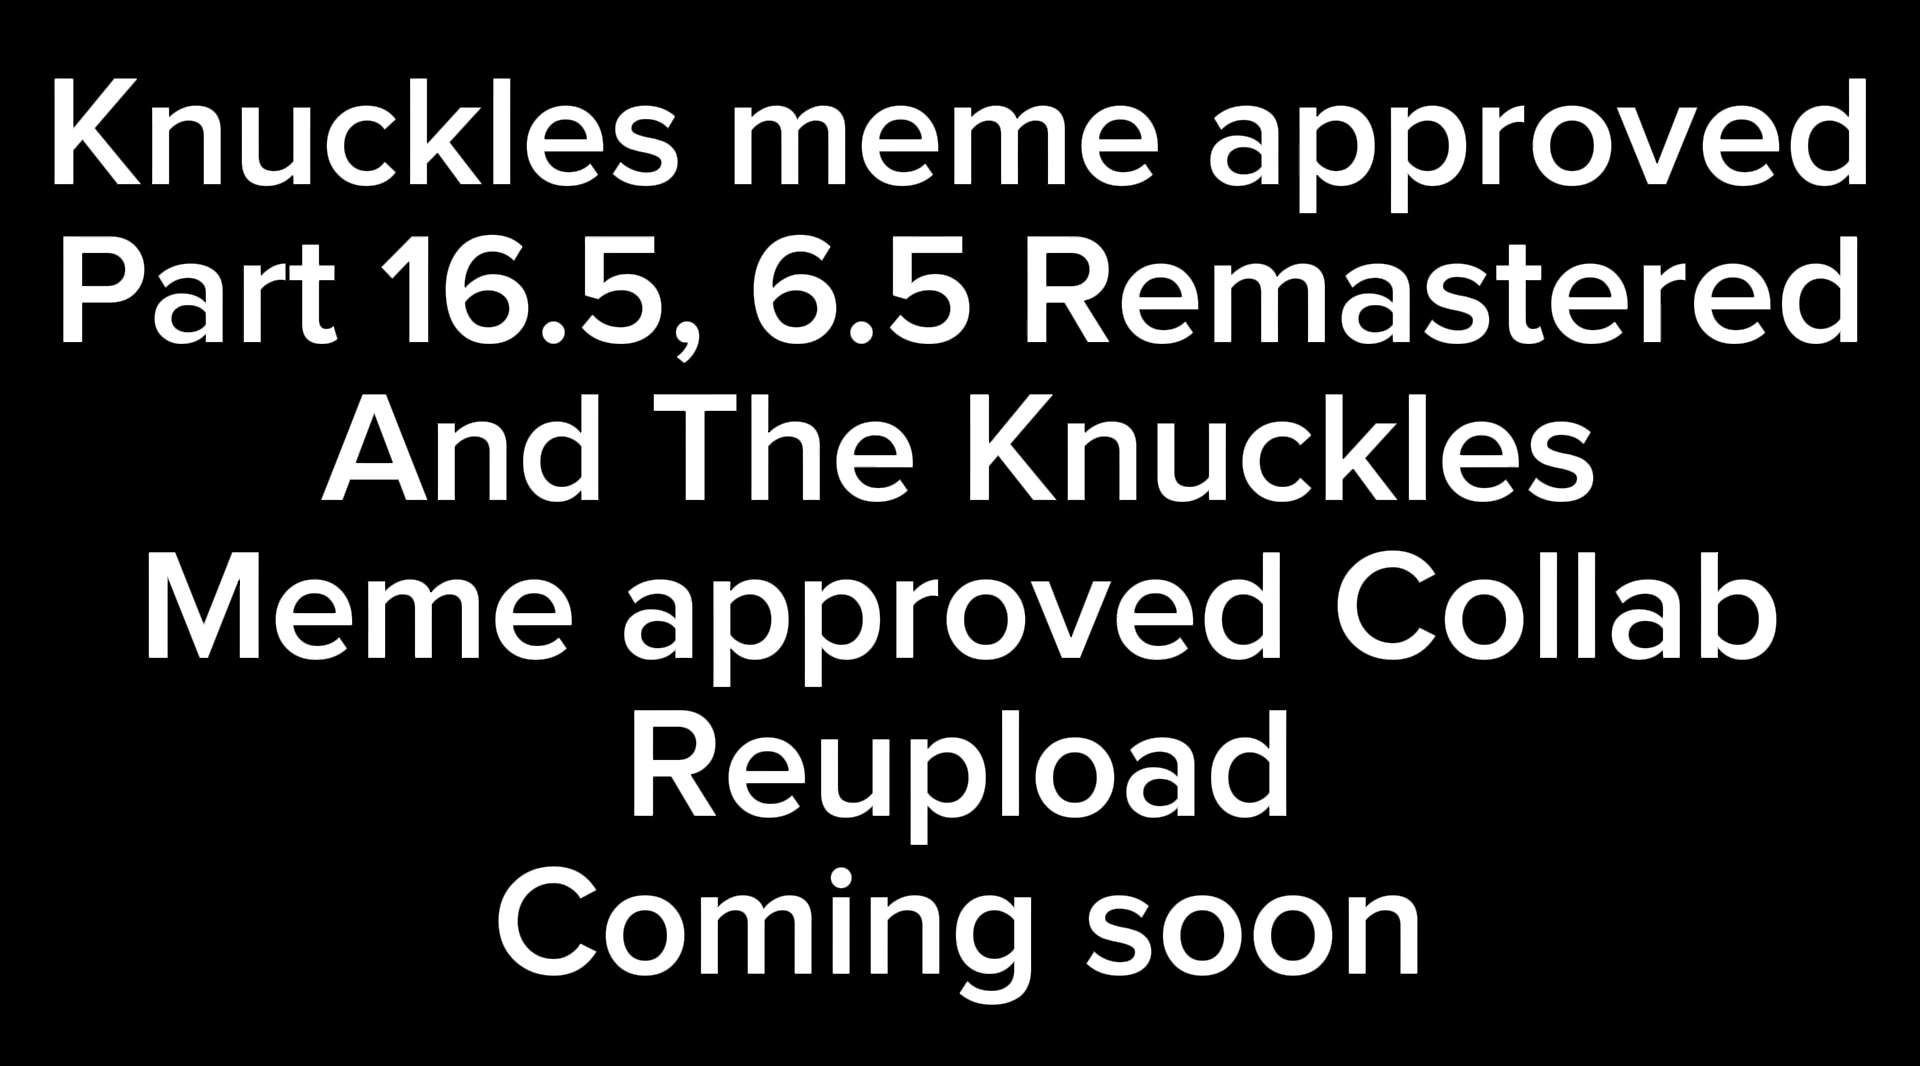 Knuckles meme approved
Part 16.5, 6.5 Remastered
And The Knuckles
Meme approved Collab
Reupload
Coming soon